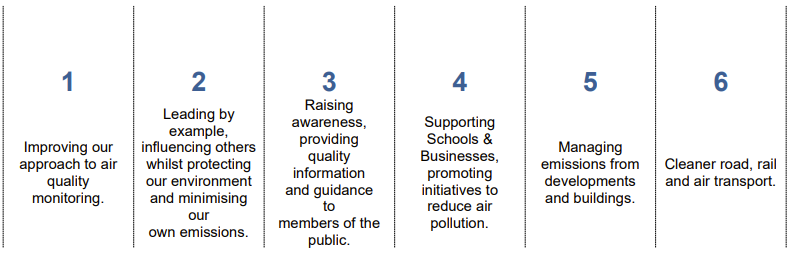 1
Improving our
approach to air
quality
monitoring.
2
Leading by
example,
influencing others
whilst protecting
our environment
and minimising
our
own emissions.
3
Raising
awareness,
providing
quality
information
and guidance
to
members of the
public.
4
Supporting
Schools &
Businesses,
promoting
initiatives to
reduce air
pollution.
5
Managing
emissions from
developments
and buildings.
6
Cleaner road, rail
and air transport.